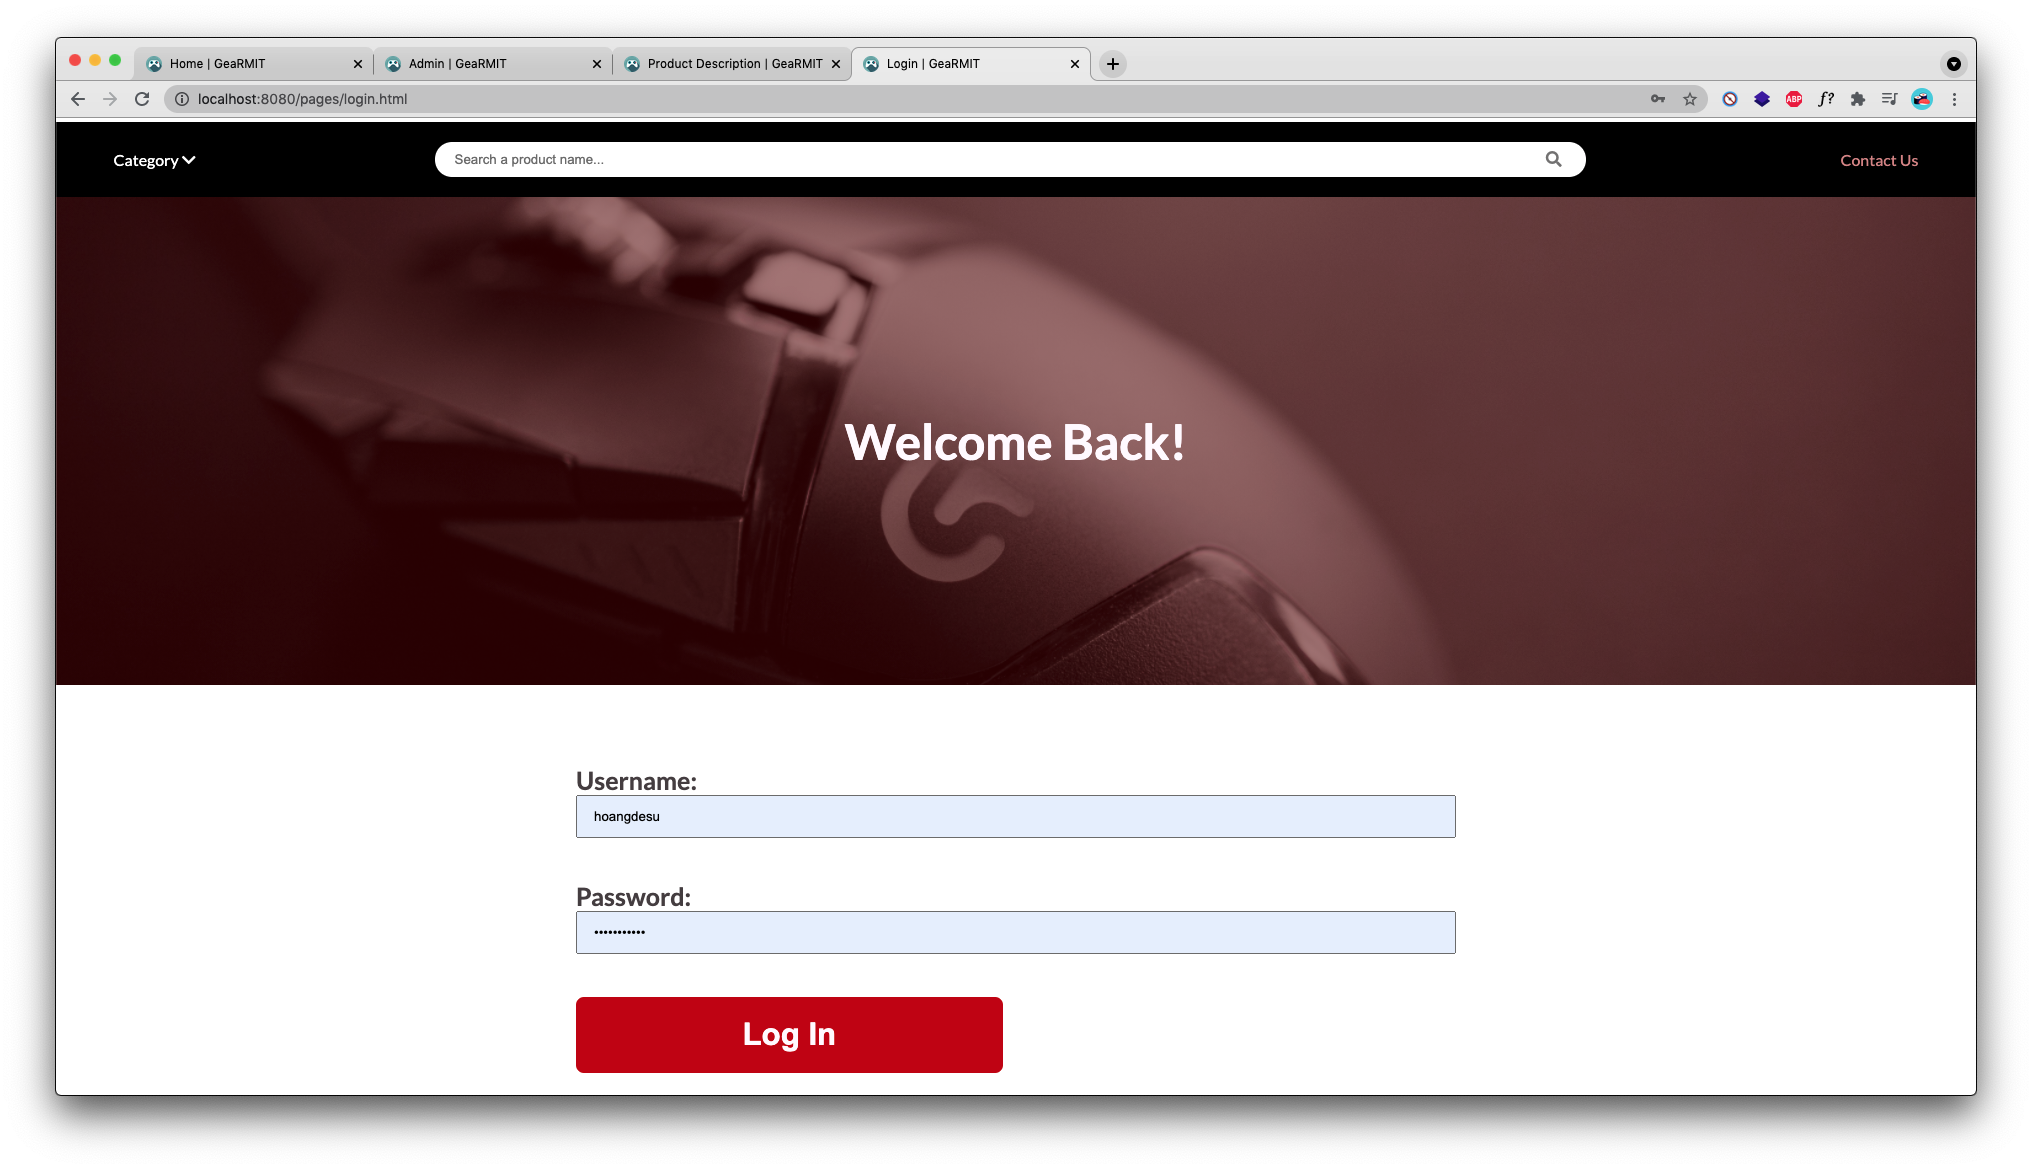 Home | GeaRMIT
Admin | GeaRMIT
Product Description | GeaRMIT
Login | GeaRMIT
localhost:8080/pages/login.html
ABP
f?
Category
Search a product name...
Contact Us
Welcome Back!
Username:
hoangdesu
Password:
•••••••••••
Log In